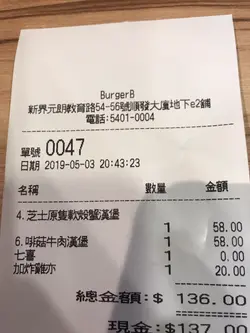 BurgerB
新界元朗教育路54-56號順發大廈地下e2舖
電話:5401-0004
單號 0047
日期 2019-05-03 20:43:23
名稱 數量 金額
4.芝士原隻軟殼蟹漢堡
1 58.00
6.啡菇牛肉漢堡 1 58.00
七喜 1 0.00
加炸雞亦 1 20.00
總金額:$ 136.00
現金:$ 137.00